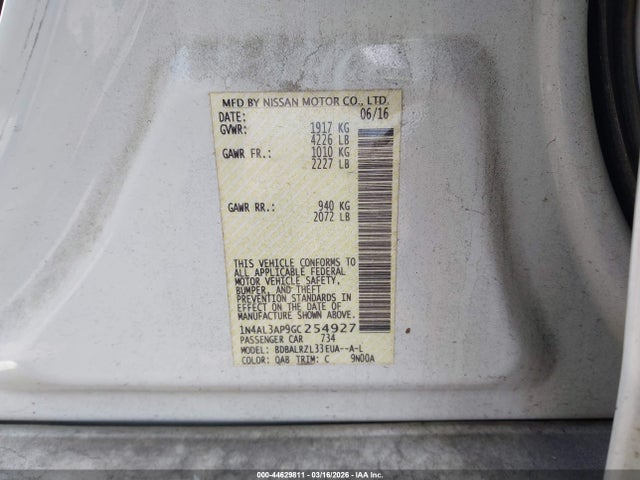 MFD BY NISSAN MOTOR CO., LTD.
DATE: 06/16
GVWR: 1917 KG
4226 LB
GAWR FR.: 1010 KG
2227 LB
GAWR RR.: 940 KG
2072 LB
THIS VEHICLE CONFORMS TO
ALL APPLICABLE FEDERAL
MOTOR VEHICLE SAFETY,
BUMPER, AND THEFT
PREVENTION STANDARDS IN
EFFECT ON THE DATE OF
MANUFACTURE SHOWN ABOVE.
1N4AL3AP9GC254927
PASSENGER CAR 734
MODEL: BDBALRZL33EUA--A-L
COLOR: QAB TRIM: C 9N00A
000-44629811 - 03/16/2026 - IAA Inc.